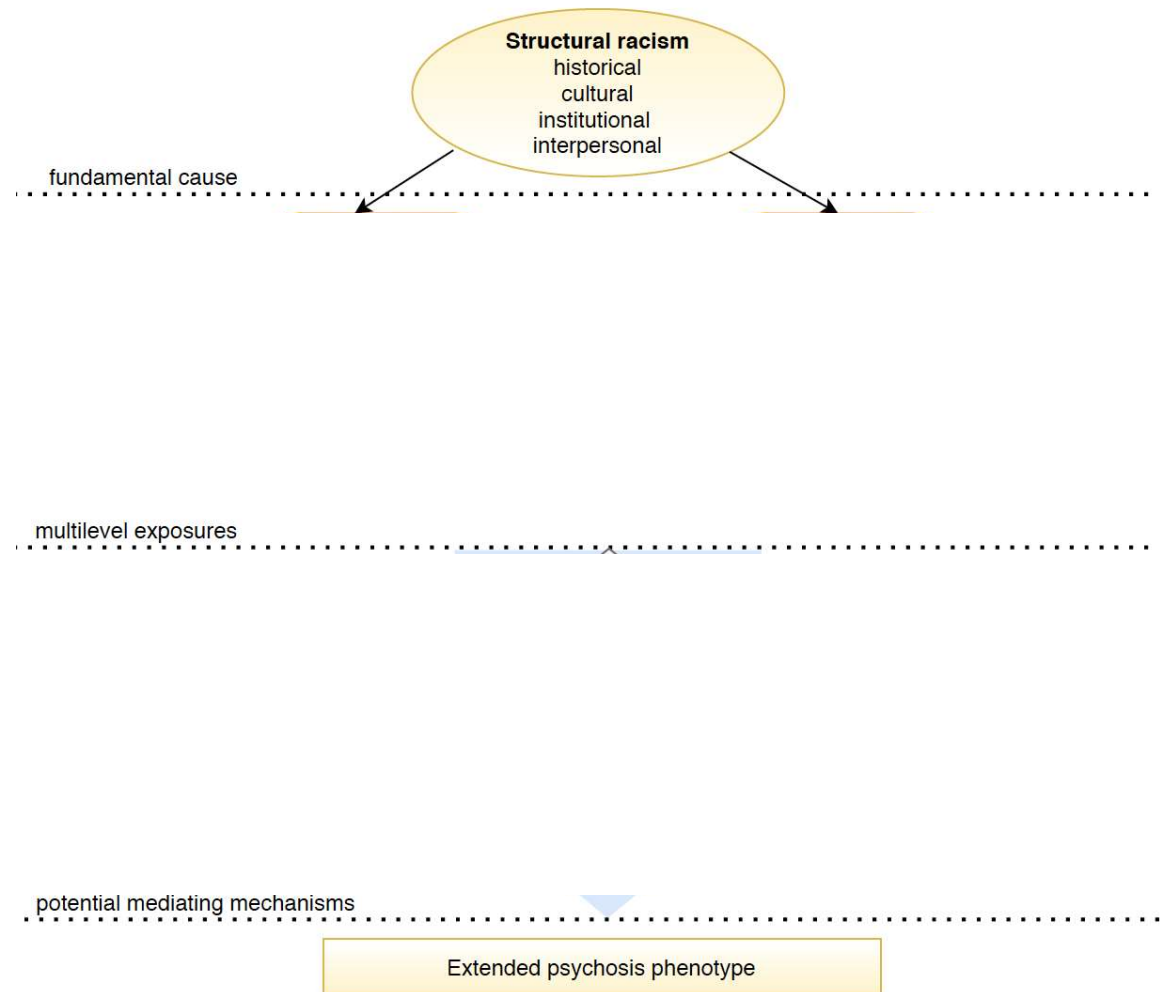 Structural racism
historical
cultural
institutional
interpersonal
fundamental cause
multilevel exposures
potential mediating mechanisms
Extended psychosis phenotype